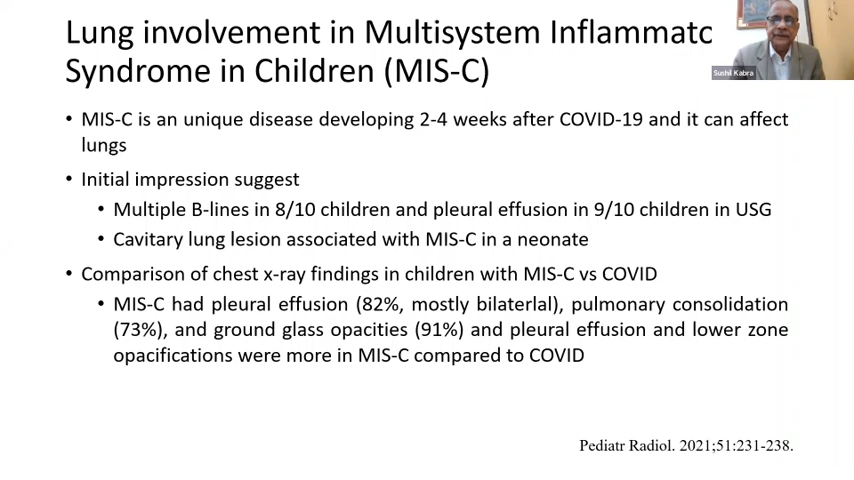 Lung involvement in Multisystem Inflammatc
Syndrome in Children (MIS-C)
Sushil Kabra
• MIS-C is an unique disease developing 2-4 weeks after COVID-19 and it can affect
lungs
• Initial impression suggest
• Multiple B-lines in 8/10 children and pleural effusion in 9/10 children in USG
• Cavitary lung lesion associated with MIS-C in a neonate
• Comparison of chest x-ray findings in children with MIS-C vs COVID
• MIS-C had pleural effusion (82%, mostly bilaterlal), pulmonary consolidation
(73%), and ground glass opacities (91%) and pleural effusion and lower zone
opacifications were more in MIS-C compared to COVID
Pediatr Radiol. 2021;51:231-238.